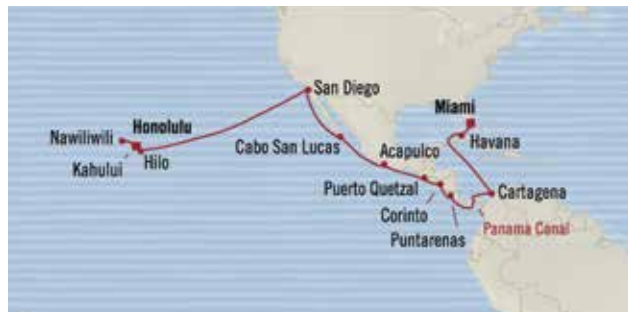 San Diego
Miami
Honolulu
Nawiliwili
Havana
Cabo San Lucas
Acapulco
Kahului
Hilo
Puerto Quetzal
Cartagena
Corinto
Panama Canal
Puntarenas